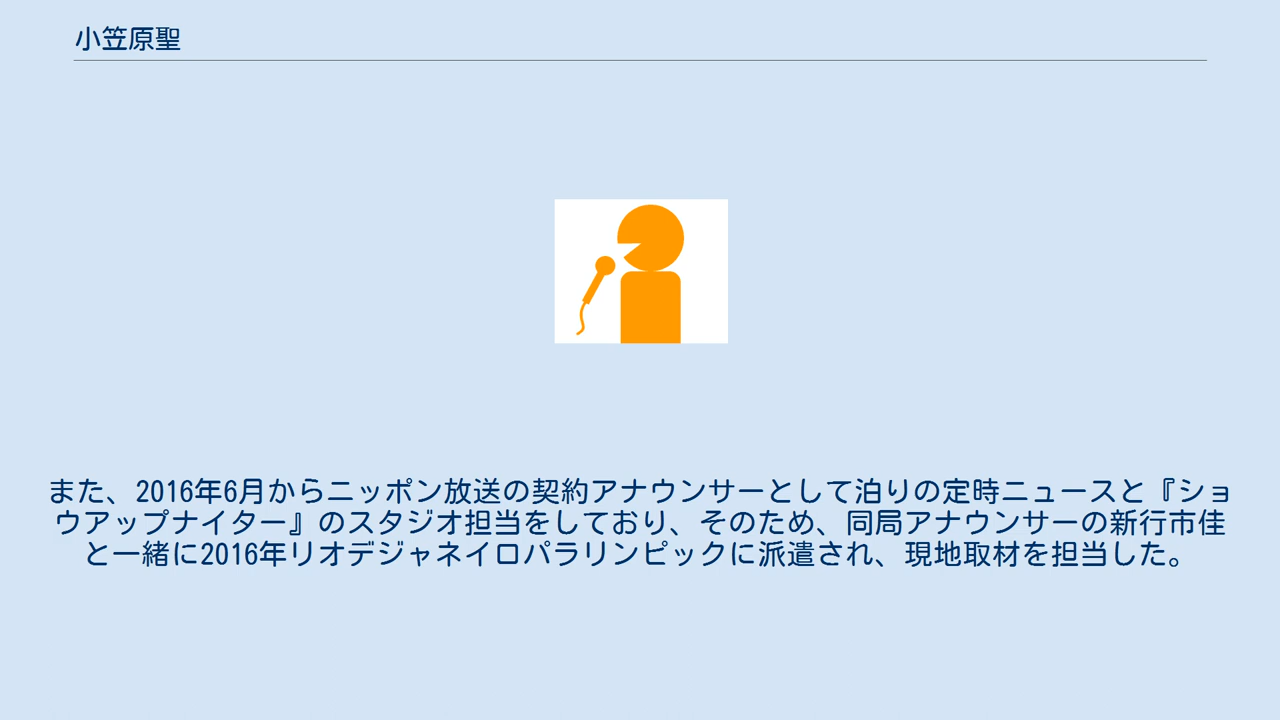 小笠原聖
また、2016年6月からニッポン放送の契約アナウンサーとして泊りの定時ニュースと『ショ
ウアップナイター』のスタジオ担当をしており、そのため、同局アナウンサーの新行市佳
と一緒に2016年リオデジャネイロパラリンピックに派遣され、現地取材を担当した。